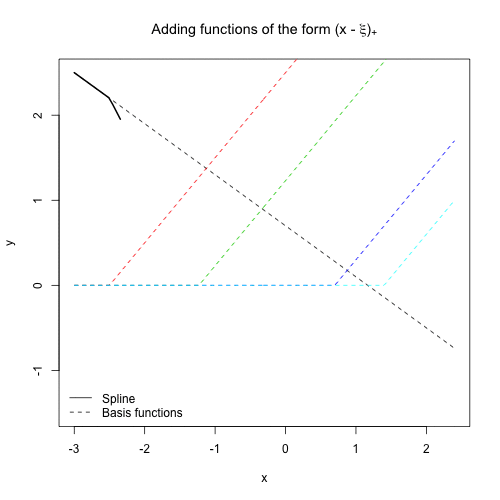 Adding functions of the form (x - ξ)₊
y
2
1
0
-1
Spline
Basis functions
-3 -2 -1 0 1 2
x